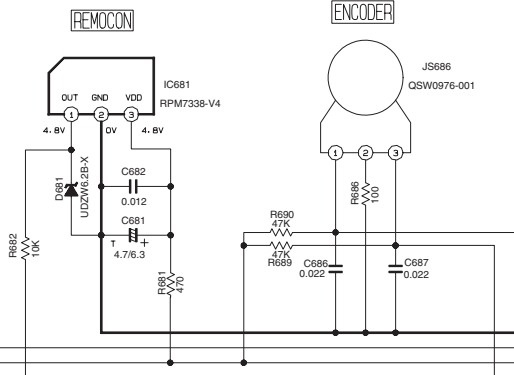 REMOCON
ENCODER
IC681
RPM7338-V4
OUT GND VDD
1 2 3
4.8V 0V 4.8V
JS686
QSW0976-001
1 2 3
C682
0.012
D681
UDZW6.2B-X
C681
T +
4.7/6.3
R682
10K
R681
470
R686
100
R690
47K
47K
R689
C686
0.022
C687
0.022